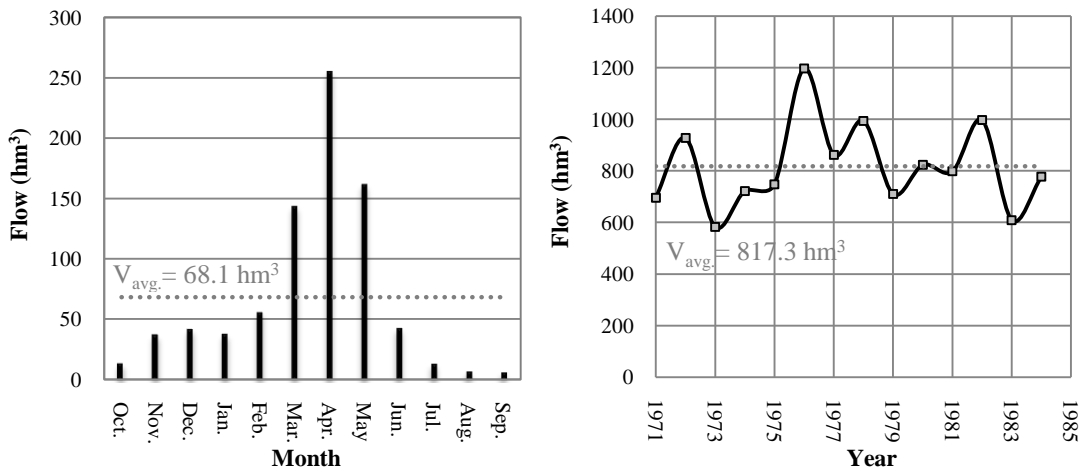 300
250
200
150
100
50
0
Flow (hm³)
V_avg.= 68.1 hm³
Oct.
Nov.
Dec.
Jan.
Feb.
Mar.
Apr.
May
Jun.
Jul.
Aug.
Sep.
Month
1400
1200
1000
800
600
400
200
0
Flow (hm³)
V_avg.= 817.3 hm³
1971
1973
1975
1977
1979
1981
1983
1985
Year